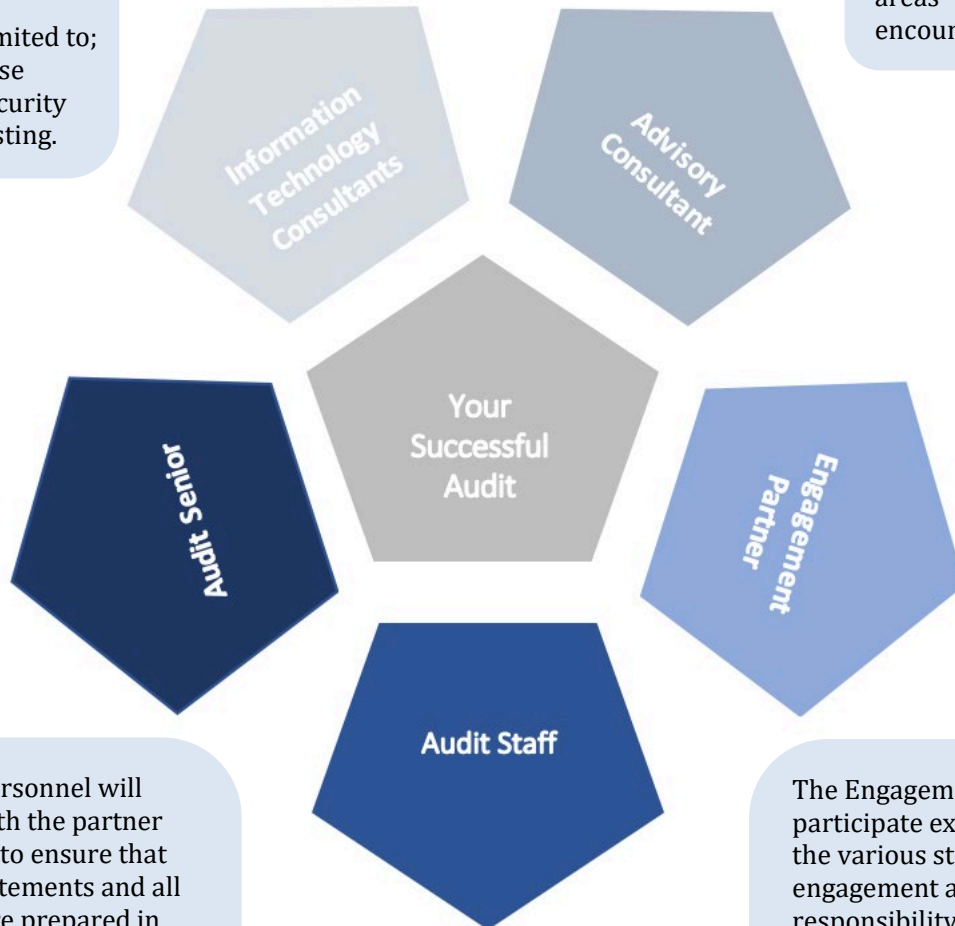 mited to;
se
curity
sting.
areas
encoun
Information
Technology
Consultants
Advisory
Consultant
Your
Successful
Audit
Audit Senior
Engagement
Partner
Audit Staff
ersonnel will
th the partner
to ensure that
tements and all
e prepared in
The Engagem
participate ex
the various st
engagement a
responsibility